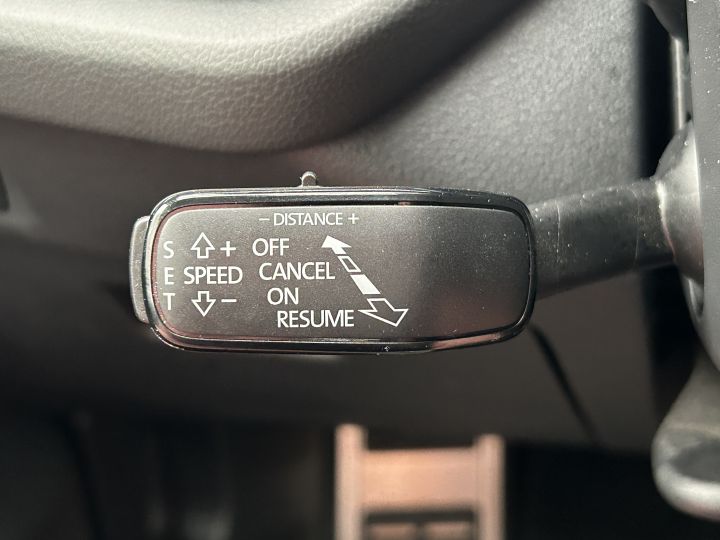 − DISTANCE +
S + OFF
E SPEED CANCEL
T − ON
RESUME